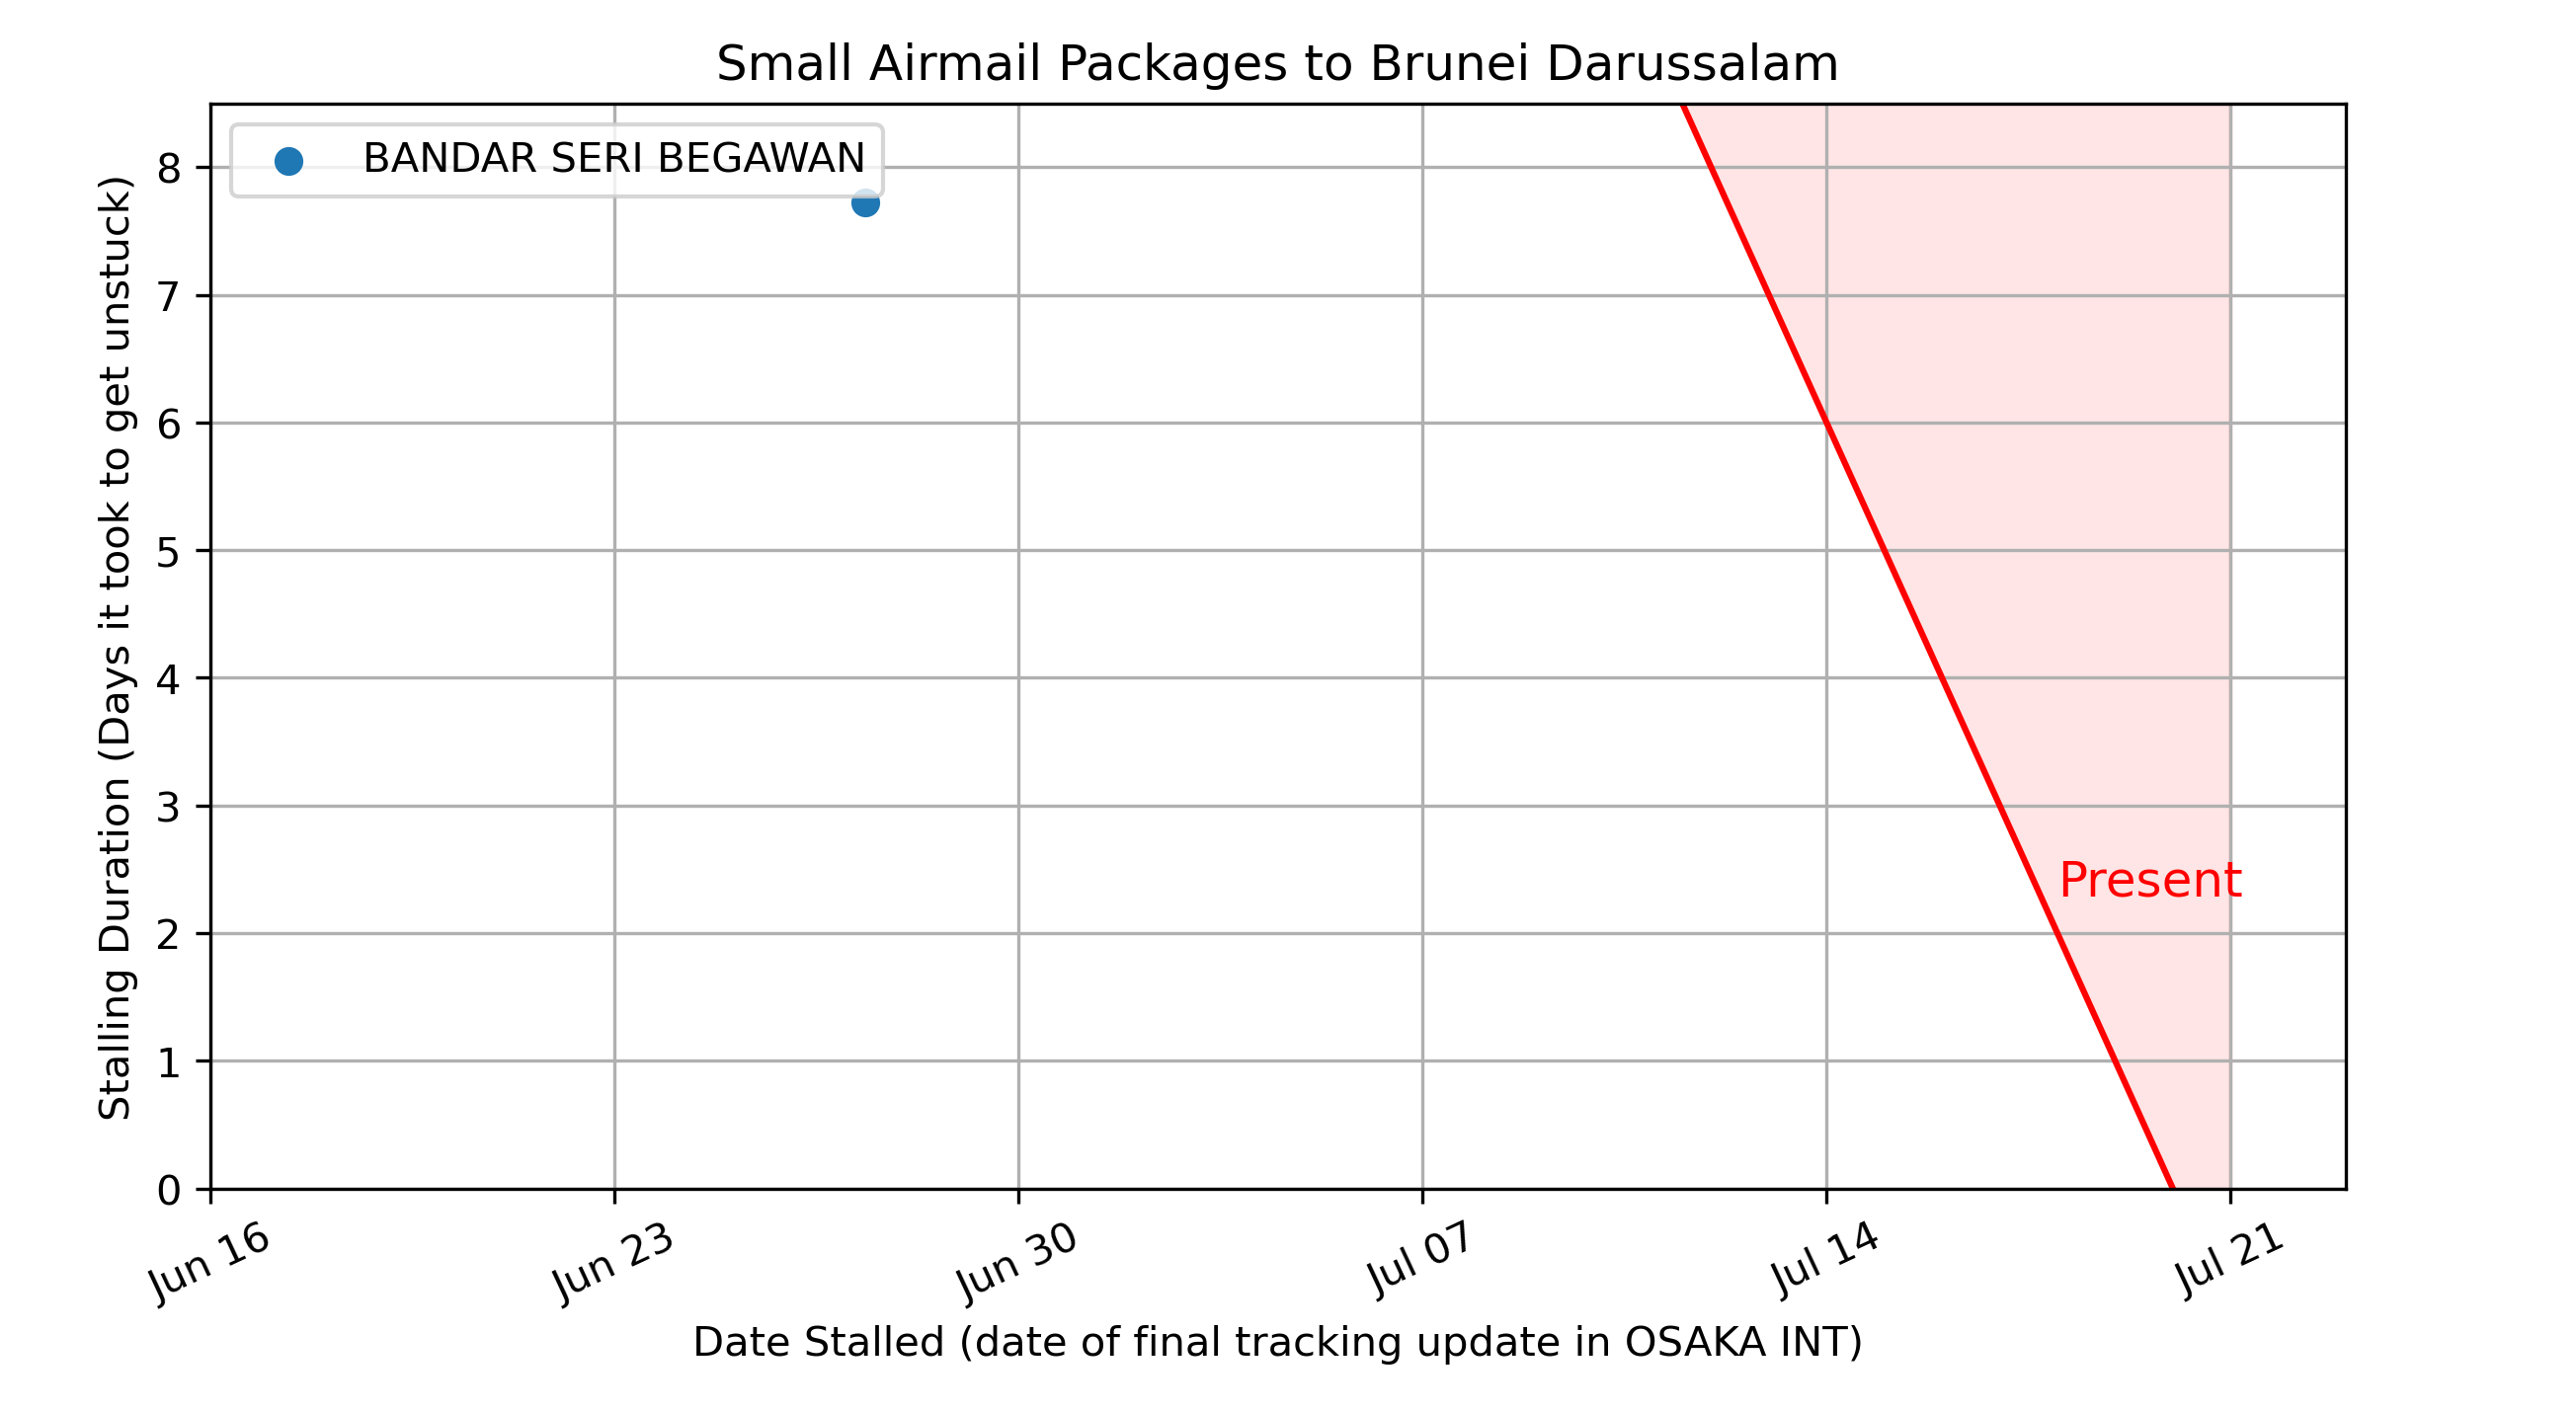 Small Airmail Packages to Brunei Darussalam
BANDAR SERI BEGAWAN
Stalling Duration (Days it took to get unstuck)
8
7
6
5
4
3
2
1
0
Present
Jun 16
Jun 23
Jun 30
Jul 07
Jul 14
Jul 21
Date Stalled (date of final tracking update in OSAKA INT)